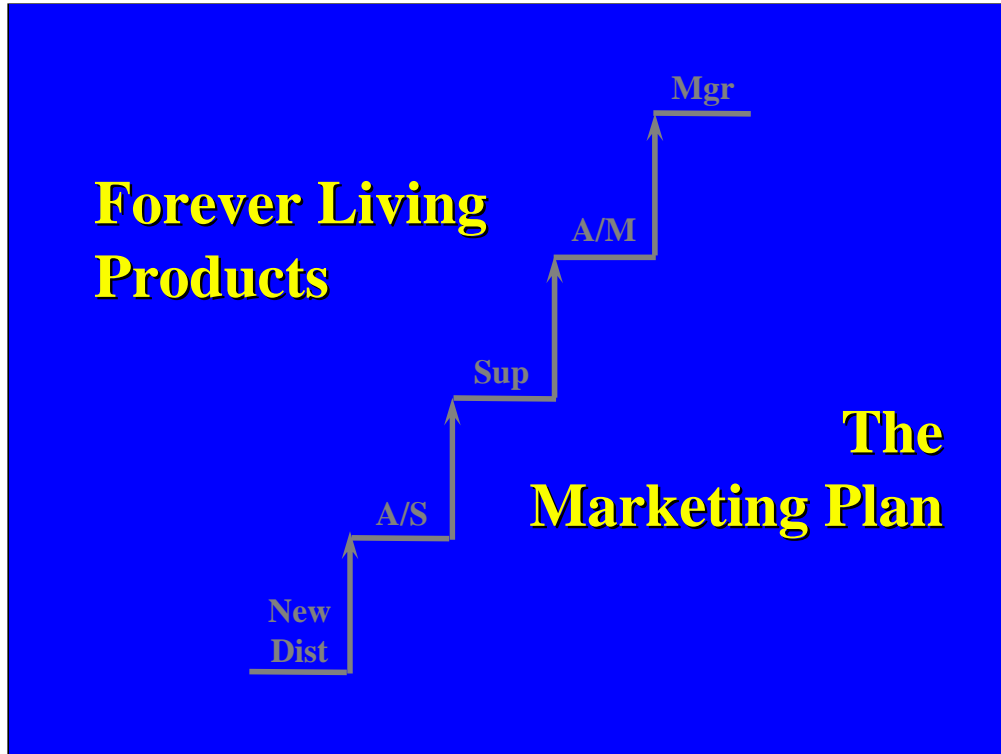 Forever Living
Products
The
Marketing Plan
Mgr
A/M
Sup
A/S
New
Dist